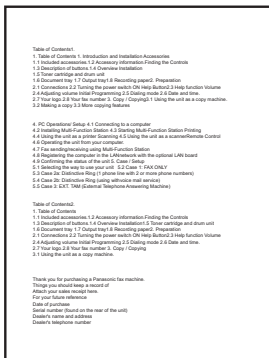 Table of Contents1.
1. Table of Contents 1. Introduction and Installation Accessories
1.1 Included accessories.1.2 Accessory information.Finding the Controls
1.3 Description of buttons.1.4 Overview Installation
1.5 Toner cartridge and drum unit
1.6 Document tray 1.7 Output tray1.8 Recording paper2. Preparation
2.1 Connections 2.2 Turning the power switch ON Help Button2.3 Help function Volume
2.4 Adjusting volume Initial Programming 2.5 Dialing mode 2.6 Date and time.
2.7 Your logo 2.8 Your fax number 3. Copy / Copying3.1 Using the unit as a copy machine.
3.2 Making a copy 3.3 More copying features
4. PC Operations/ Setup 4.1 Connecting to a computer
4.2 Installing Multi-Function Station 4.3 Starting Multi-Function Station Printing
4.4 Using the unit as a printer Scanning 4.5 Using the unit as a scannerRemote Control
4.6 Operating the unit from your computer.
4.7 Fax sending/receiving using Multi-Function Station
4.8 Registering the computer in the LAN/network with the optional LAN board
4.9 Confirming the status of the unit 5. Case / Setup
5.1 Selecting the way to use your unit 5.2 Case 1: FAX ONLY
5.3 Case 2a: Distinctive Ring (1 phone line with 2 or more phone numbers)
5.4 Case 2b: Distinctive Ring (using withvoice mail service)
5.5 Case 3: EXT. TAM (External Telephone Answering Machine)
Table of Contents2.
1. Table of Contents
1.1 Included accessories.1.2 Accessory information.Finding the Controls
1.3 Description of buttons.1.4 Overview Installation1.5 Toner cartridge and drum unit
1.6 Document tray 1.7 Output tray1.8 Recording paper2. Preparation
2.1 Connections 2.2 Turning the power switch ON Help Button2.3 Help function Volume
2.4 Adjusting volume Initial Programming 2.5 Dialing mode 2.6 Date and time.
2.7 Your logo 2.8 Your fax number 3. Copy / Copying
3.1 Using the unit as a copy machine.
Thank you for purchasing a Panasonic fax machine.
Things you should keep a record of
Attach your sales receipt here.
For your future reference
Date of purchase
Serial number (found on the rear of the unit)
Dealer's name and address
Dealer's telephone number